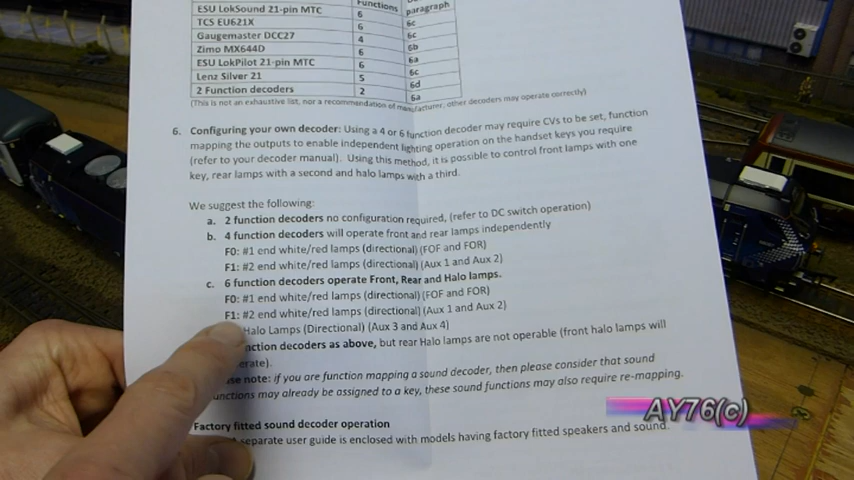 Functions
paragraph
ESU LokSound 21-pin MTC 6 6c
TCS EU621X 6 6c
Gaugemaster DCC27 4 6b
Zimo MX644D 6 6a
ESU LokPilot 21-pin MTC 6 6c
Lenz Silver 21 5 6d
2 Function decoders 2 6a
(This is not an exhaustive list, nor a recommendation of manufacturer, other decoders may operate correctly)
6. Configuring your own decoder: Using a 4 or 6 function decoder may require CVs to be set, function
mapping the outputs to enable independent lighting operation on the handset keys you require
(refer to your decoder manual). Using this method, it is possible to control front lamps with one
key, rear lamps with a second and halo lamps with a third.
We suggest the following:
a. 2 function decoders no configuration required, (refer to DC switch operation)
b. 4 function decoders will operate front and rear lamps independently
F0: #1 end white/red lamps (directional) (FOF and FOR)
F1: #2 end white/red lamps (directional) (Aux 1 and Aux 2)
c. 6 function decoders operate Front, Rear and Halo lamps.
F0: #1 end white/red lamps (directional) (FOF and FOR)
F1: #2 end white/red lamps (directional) (Aux 1 and Aux 2)
Halo Lamps (Directional) (Aux 3 and Aux 4)
nction decoders as above, but rear Halo lamps are not operable (front halo lamps will
erate).
se note: if you are function mapping a sound decoder, then please consider that sound
unctions may already be assigned to a key, these sound functions may also require re-mapping.
Factory fitted sound decoder operation
separate user guide is enclosed with models having factory fitted speakers and sound.
AY76(c)